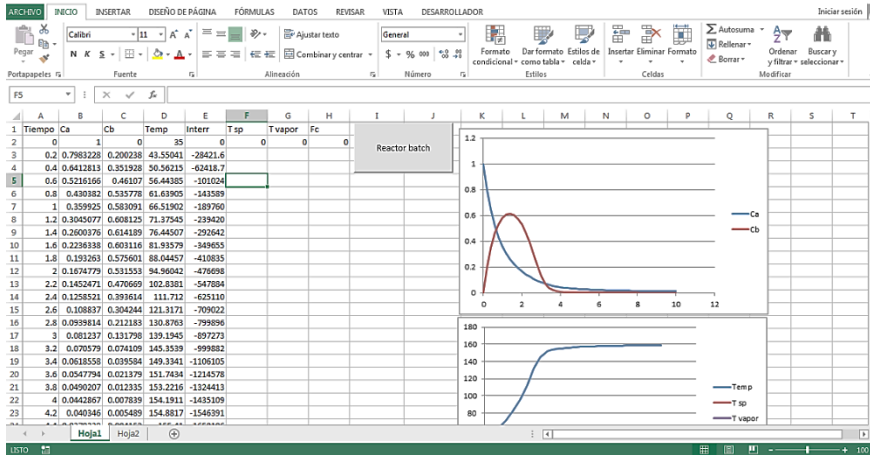 ARCHIVO INICIO INSERTAR DISEÑO DE PÁGINA FÓRMULAS DATOS REVISAR VISTA DESARROLLADOR Iniciar sesión
Calibri 11 A A Ajustar texto General Σ Autosuma
Rellenar
Pegar N K S A Combinar y centrar $ % 000 Formato Dar formato Estilos de Insertar Eliminar Formato Ordenar Buscar y
condicional como tabla celda Borrar y filtrar seleccionar
Portapapeles Fuente Alineación Número Estilos Celdas Modificar
F5 fx
A B C D E F G H I J K L M N O P Q R S T
1 Tiempo Ca Cb Temp Interr T sp T vapor Fc
2 0 1 0 35 0 0 0 0
3 0.2 0.7983228 0.200238 43.55041 -28421.6
4 0.4 0.6412813 0.351928 50.56215 -62418.7
5 0.6 0.5216166 0.46107 56.44385 -101024
6 0.8 0.430382 0.535778 61.63905 -143589
7 1 0.359925 0.583091 66.51902 -189760
8 1.2 0.3045077 0.608125 71.37545 -239420
9 1.4 0.2600376 0.614189 76.44507 -292642
10 1.6 0.2236338 0.603116 81.93579 -349655
11 1.8 0.193263 0.575601 88.04457 -410835
12 2 0.1674779 0.531553 94.96042 -476698
13 2.2 0.1452471 0.470669 102.8381 -547884
14 2.4 0.1258521 0.393614 111.712 -625110
15 2.6 0.108837 0.304244 121.3171 -709022
16 2.8 0.0939814 0.212183 130.8763 -799896
17 3 0.081237 0.131798 139.1945 -897273
18 3.2 0.070579 0.074109 145.3539 -999882
19 3.4 0.0618558 0.039584 149.3341 -1106105
20 3.6 0.0547794 0.021379 151.7434 -1214578
21 3.8 0.0490207 0.012335 153.2216 -1324413
22 4 0.0442867 0.007839 154.1911 -1435109
23 4.2 0.040346 0.005489 154.8817 -1546391
Reactor batch
1.2
1
0.8
0.6
0.4
0.2
0
0 2 4 6 8 10 12
Ca
Cb
180
160
140
120
100
80
Temp
T sp
T vapor
Hoja1 Hoja2
LISTO 100